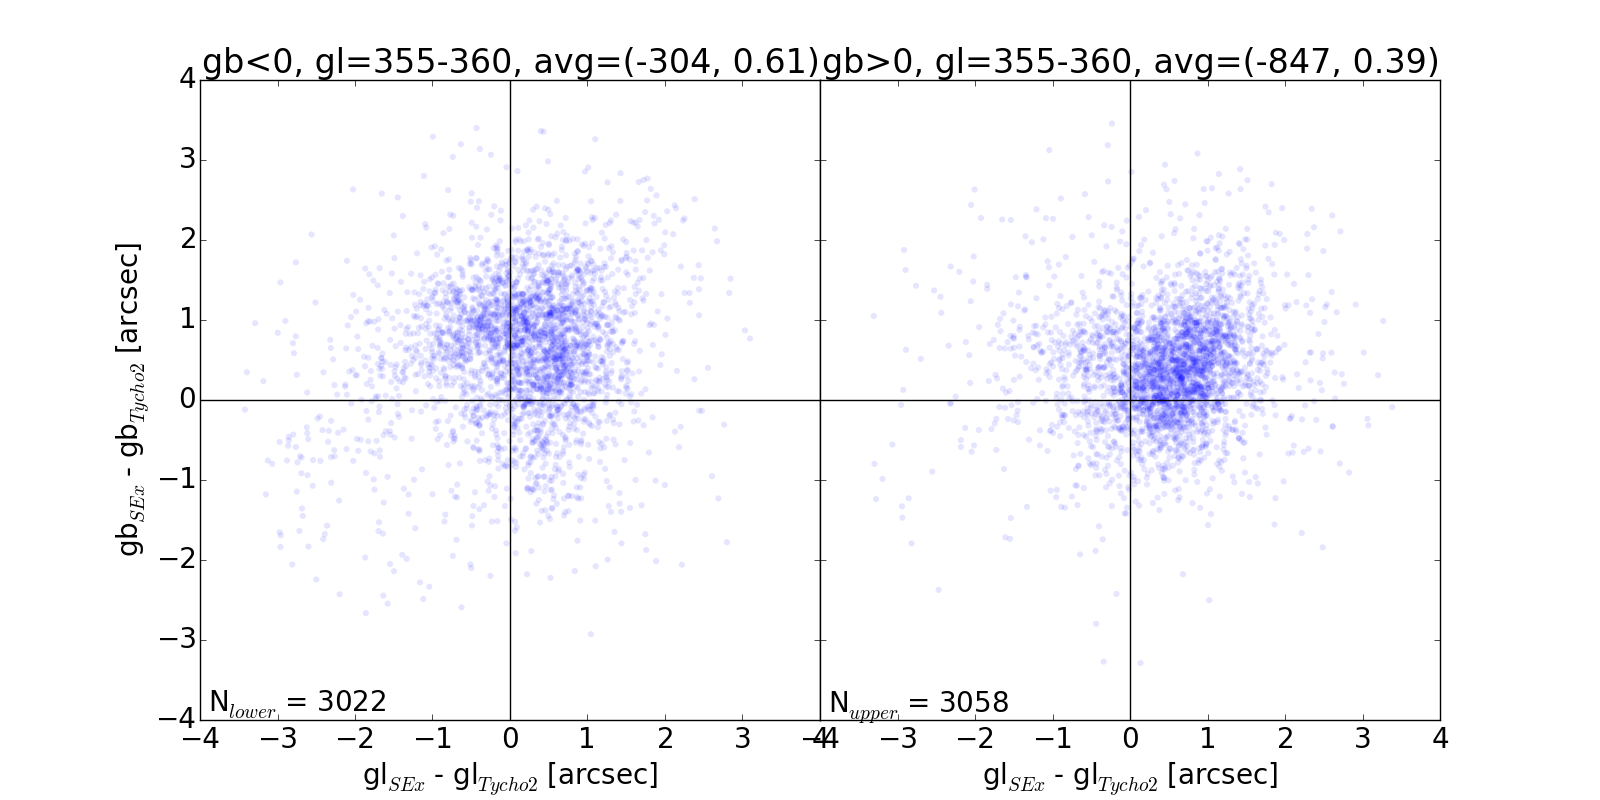 gb<0, gl=355-360, avg=(-304, 0.61)
gb>0, gl=355-360, avg=(-847, 0.39)
4
3
2
1
0
−1
−2
−3
−4
gb_SEx - gb_Tycho2 [arcsec]
N_lower = 3022
N_upper = 3058
−4 −3 −2 −1 0 1 2 3 4
−4 −3 −2 −1 0 1 2 3 4
gl_SEx - gl_Tycho2 [arcsec]
gl_SEx - gl_Tycho2 [arcsec]